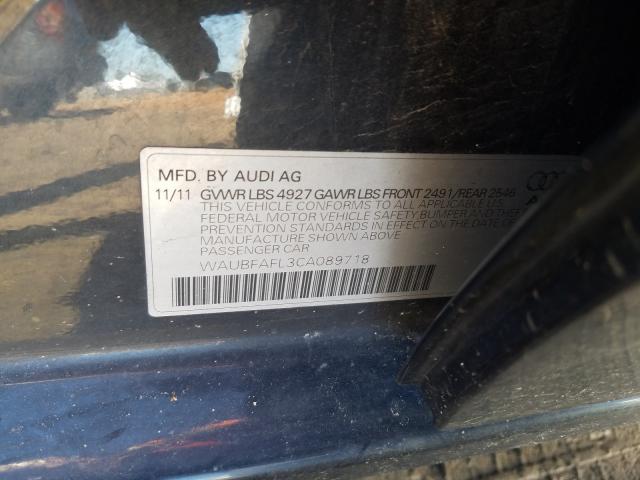 MFD. BY AUDI AG
11/11 GVWR LBS 4927 GAWR LBS FRONT 2491/REAR 2546
THIS VEHICLE CONFORMS TO ALL APPLICABLE U.S.
FEDERAL MOTOR VEHICLE SAFETY BUMPER AND THEFT
PREVENTION STANDARDS IN EFFECT ON THE DATE OF
MANUFACTURE SHOWN ABOVE
PASSENGER CAR
WAUBFAFL3CA089718